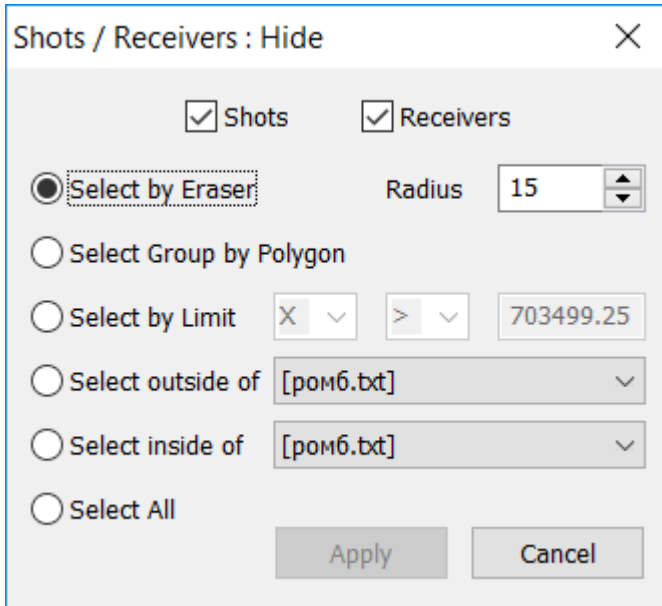 Shots / Receivers : Hide
Shots Receivers
Select by Eraser Radius 15
Select Group by Polygon
Select by Limit X > 703499.25
Select outside of [ромб.txt]
Select inside of [ромб.txt]
Select All
Apply Cancel